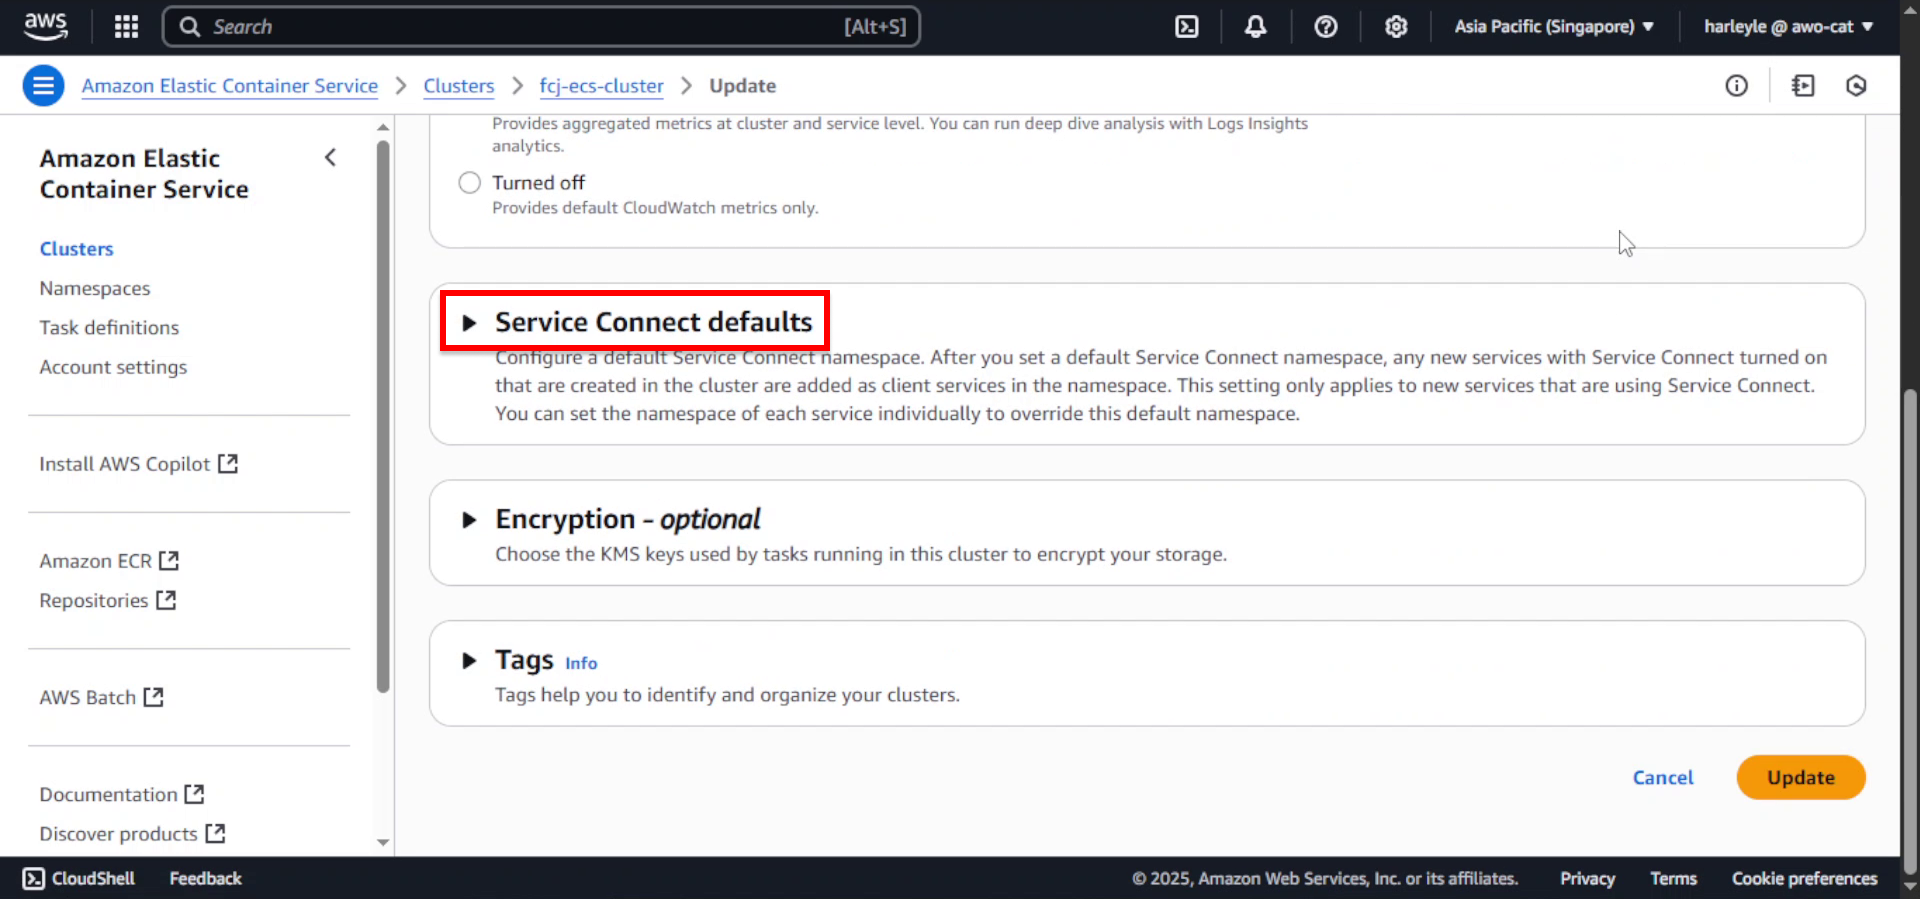 aws
Search
[Alt+S]
Asia Pacific (Singapore)
harleyle @ awo-cat
Amazon Elastic Container Service
Clusters
fcj-ecs-cluster
Update
Amazon Elastic
Container Service
Clusters
Namespaces
Task definitions
Account settings
Install AWS Copilot
Amazon ECR
Repositories
AWS Batch
Documentation
Discover products
Provides aggregated metrics at cluster and service level. You can run deep dive analysis with Logs Insights
analytics.
Turned off
Provides default CloudWatch metrics only.
Service Connect defaults
Configure a default Service Connect namespace. After you set a default Service Connect namespace, any new services with Service Connect turned on
that are created in the cluster are added as client services in the namespace. This setting only applies to new services that are using Service Connect.
You can set the namespace of each service individually to override this default namespace.
Encryption - optional
Choose the KMS keys used by tasks running in this cluster to encrypt your storage.
Tags Info
Tags help you to identify and organize your clusters.
Cancel
Update
CloudShell
Feedback
© 2025, Amazon Web Services, Inc. or its affiliates.
Privacy
Terms
Cookie preferences